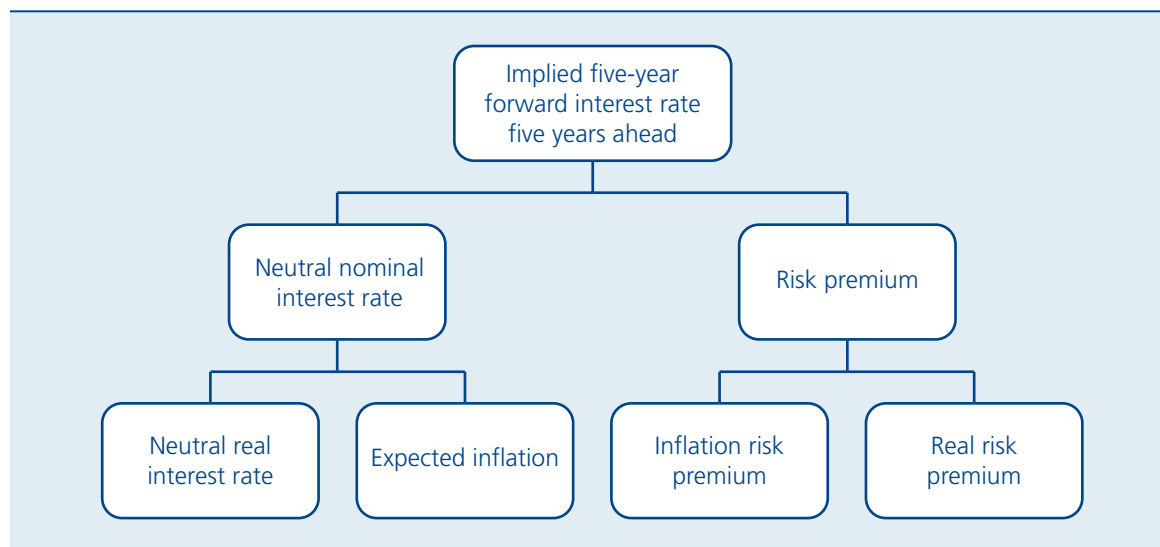 Implied five-year
forward interest rate
five years ahead
Neutral nominal
interest rate
Risk premium
Neutral real
interest rate
Expected inflation
Inflation risk
premium
Real risk
premium